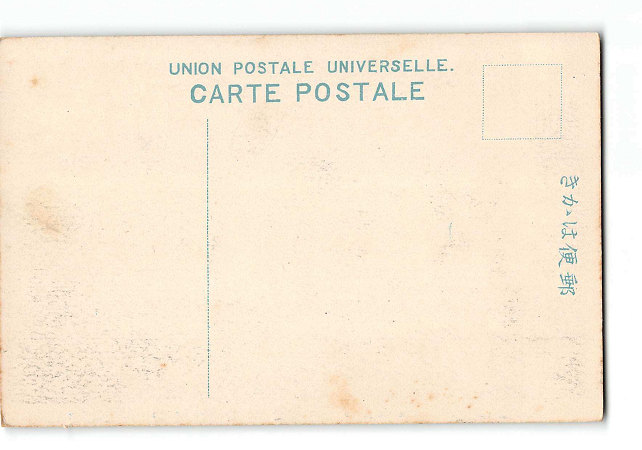 UNION POSTALE UNIVERSELLE.
CARTE POSTALE
郵便はかき